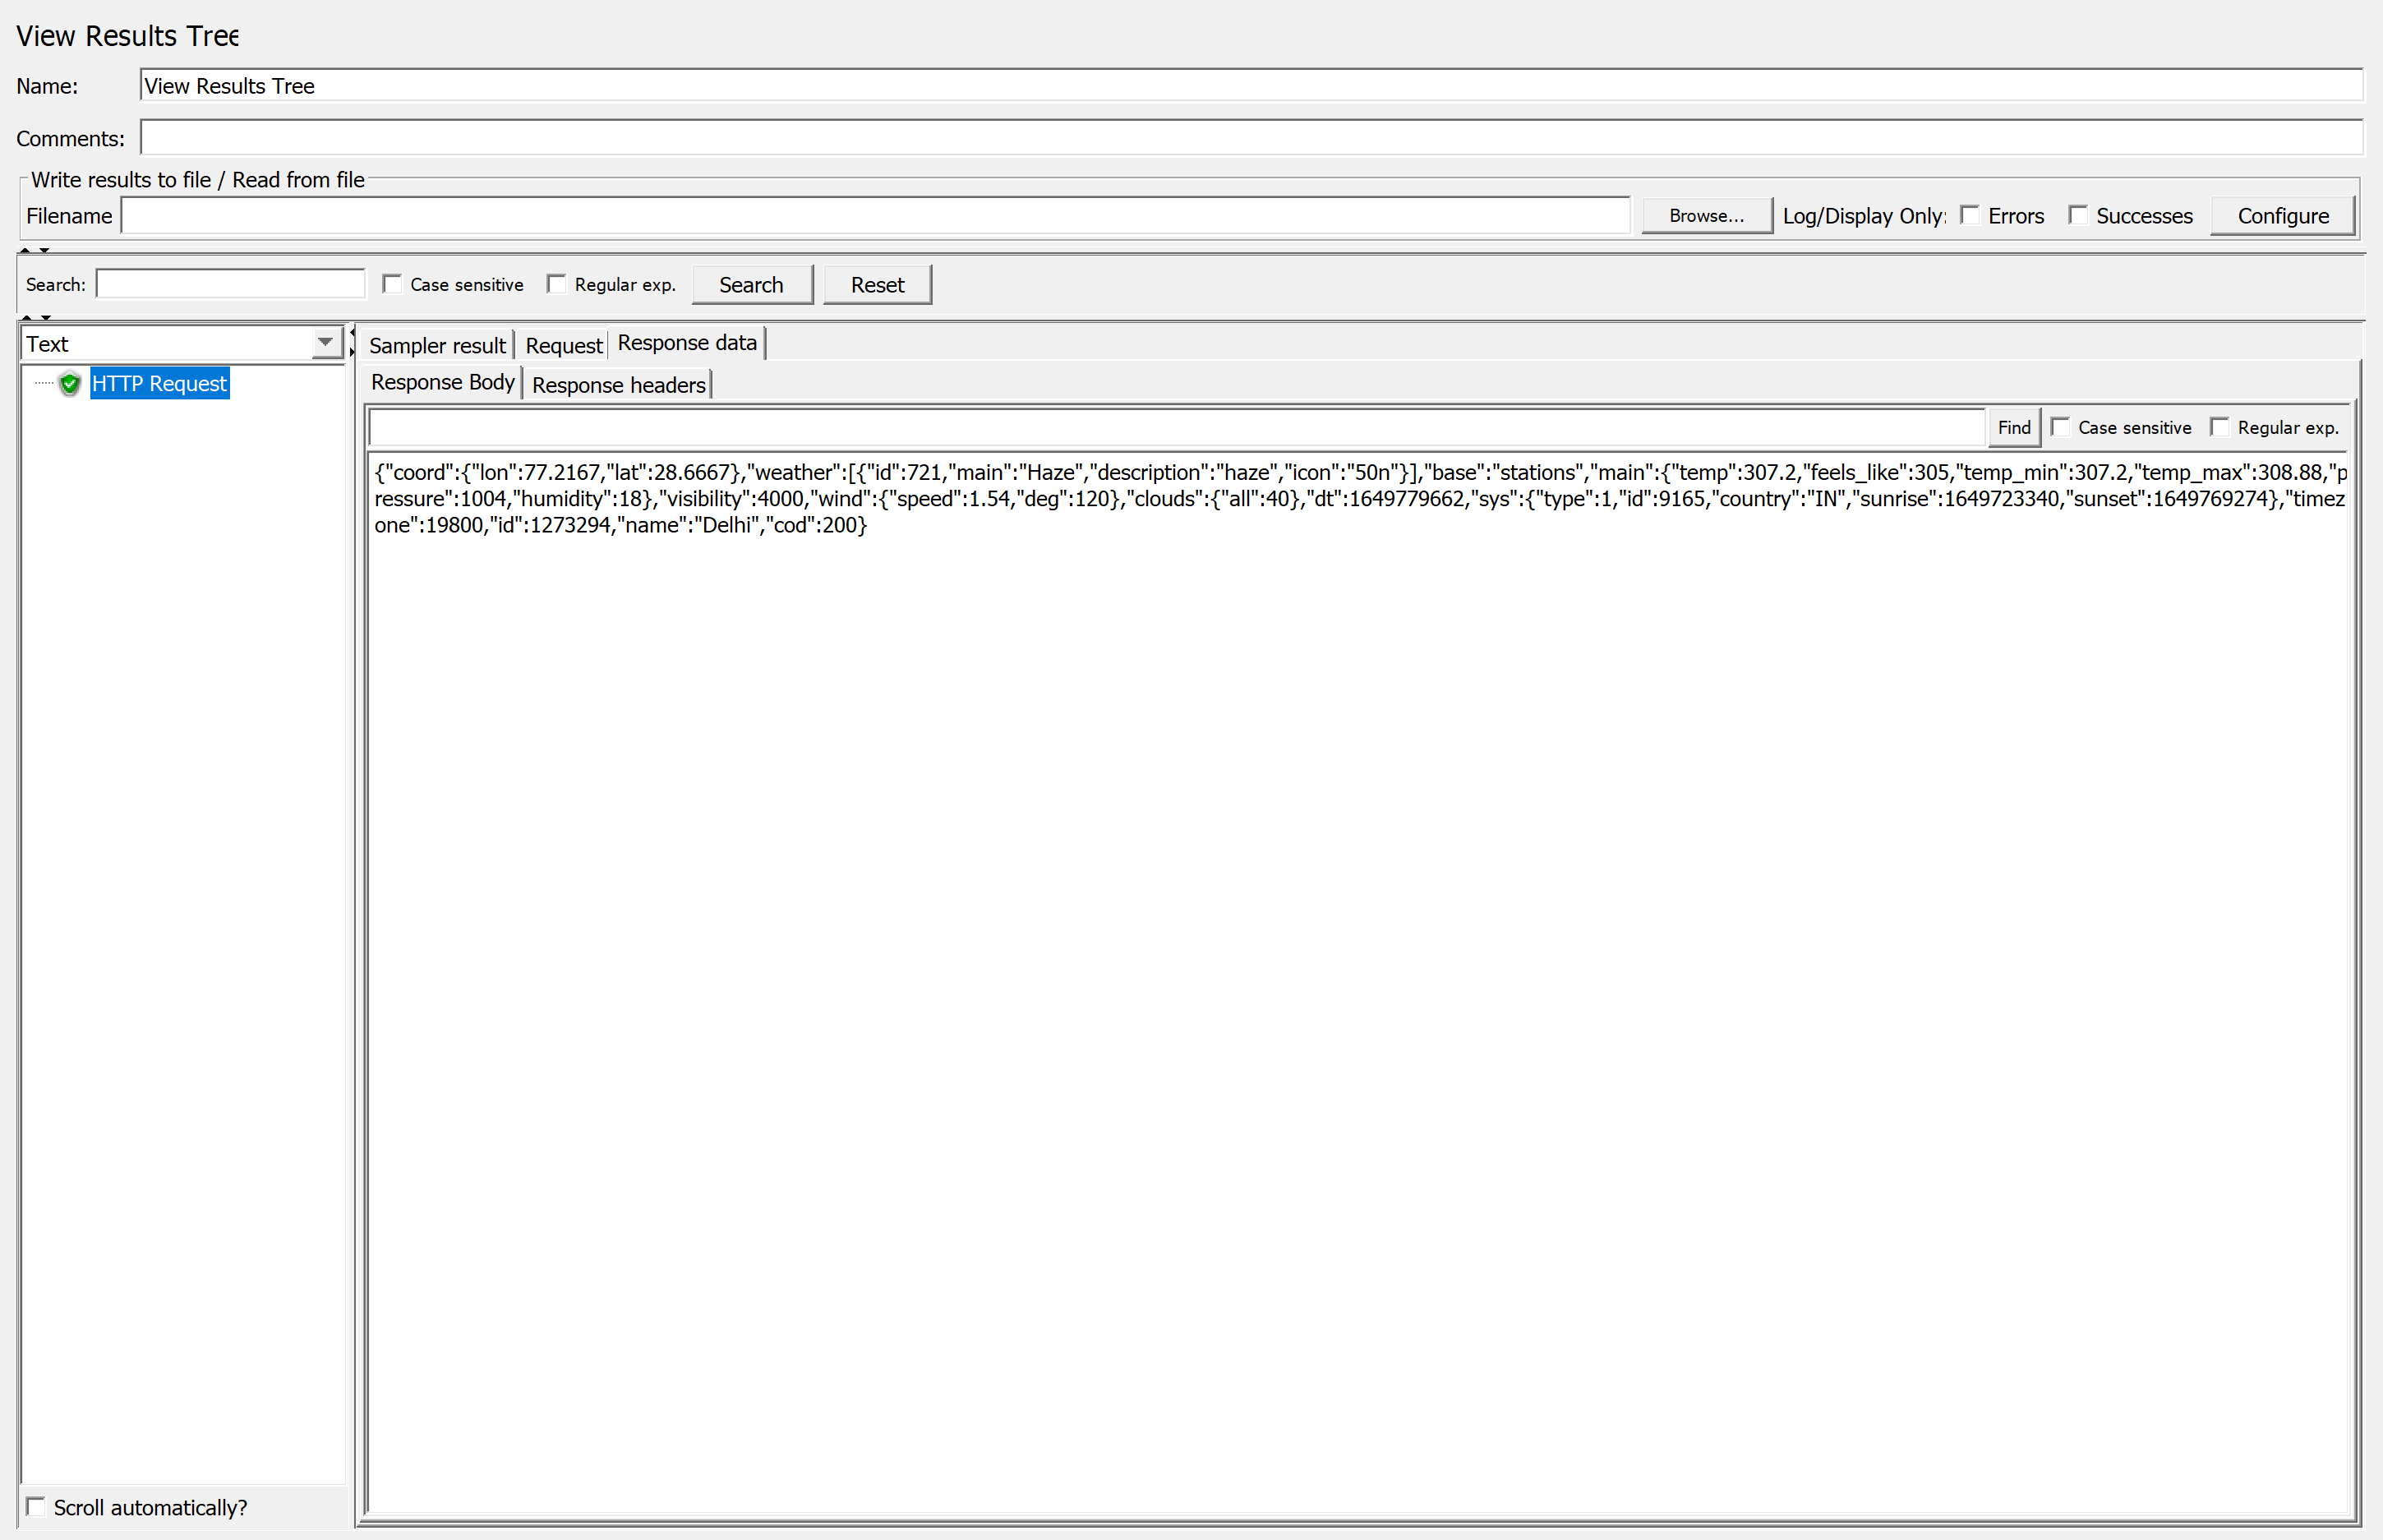 View Results Tree
Name: View Results Tree
Comments:
Write results to file / Read from file
Filename Browse... Log/Display Only: Errors Successes Configure
Search: Case sensitive Regular exp. Search Reset
Text
HTTP Request
Sampler result Request Response data
Response Body Response headers
Find Case sensitive Regular exp.
{"coord":{"lon":77.2167,"lat":28.6667},"weather":[{"id":721,"main":"Haze","description":"haze","icon":"50n"}],"base":"stations","main":{"temp":307.2,"feels_like":305,"temp_min":307.2,"temp_max":308.88,"p
ressure":1004,"humidity":18},"visibility":4000,"wind":{"speed":1.54,"deg":120},"clouds":{"all":40},"dt":1649779662,"sys":{"type":1,"id":9165,"country":"IN","sunrise":1649723340,"sunset":1649769274},"timez
one":19800,"id":1273294,"name":"Delhi","cod":200}
Scroll automatically?